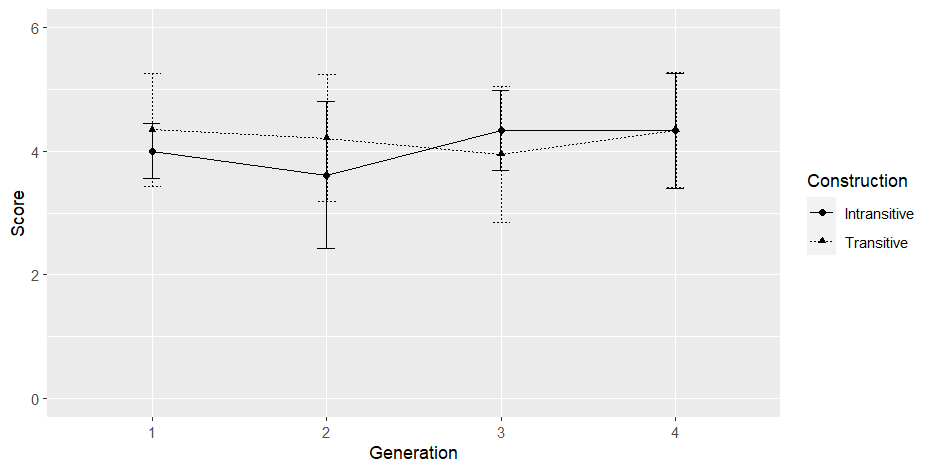 6
4
2
0
Score
1 2 3 4
Generation
Construction
Intransitive
Transitive